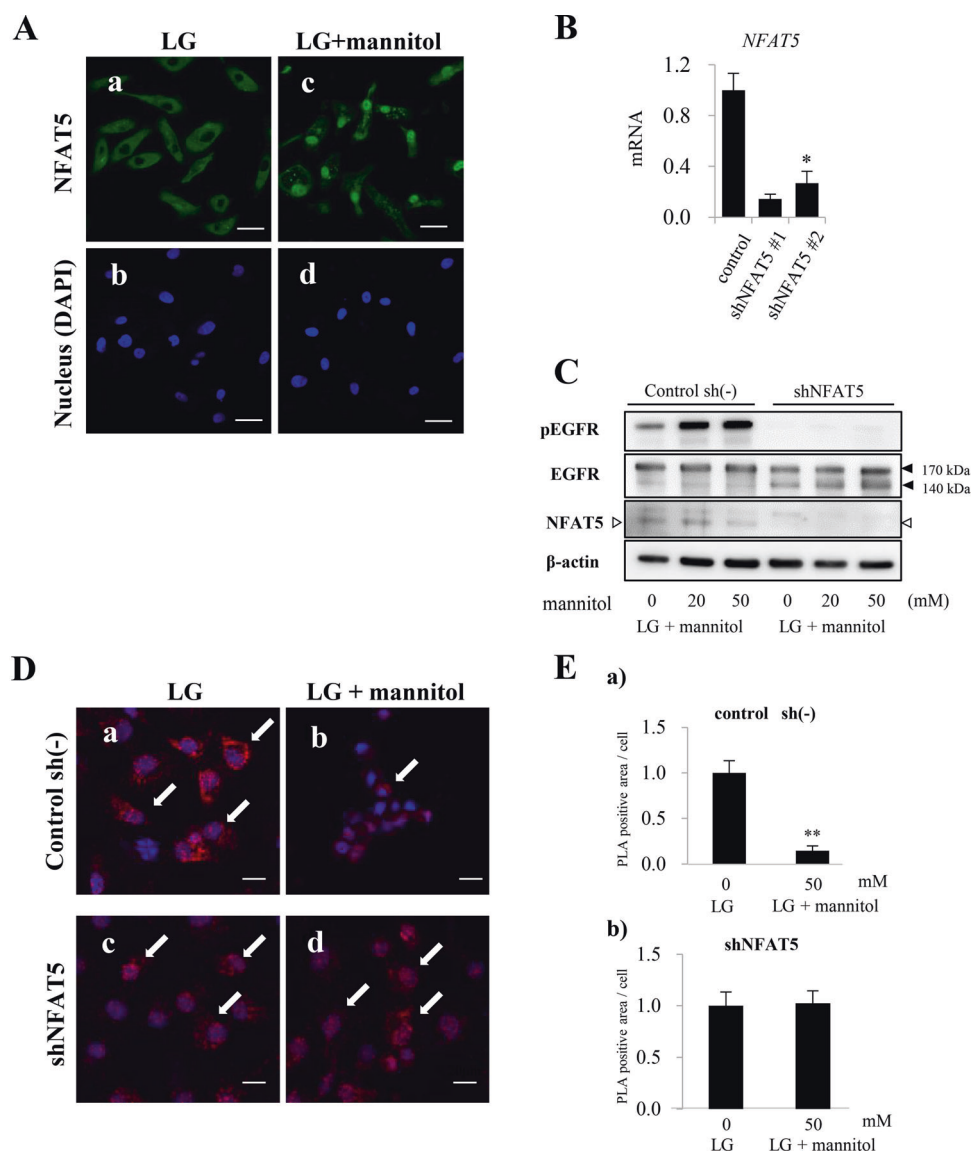 A
LG
LG+mannitol
NFAT5
a
c
Nucleus (DAPI)
b
d
B
NFAT5
mRNA
1.2
0.8
0.4
0.0
*
control
shNFAT5 #1
shNFAT5 #2
C
Control sh(-)
shNFAT5
pEGFR
EGFR
170 kDa
140 kDa
NFAT5
β-actin
mannitol 0 20 50 0 20 50 (mM)
LG + mannitol LG + mannitol
D
LG
LG + mannitol
Control sh(-)
a
b
shNFAT5
c
d
E
a)
control sh(-)
PLA positive area / cell
1.5
1.0
0.5
0.0
**
0 50 mM
LG LG + mannitol
b)
shNFAT5
PLA positive area / cell
1.5
1.0
1.0
0.0
0 50 mM
LG LG + mannitol